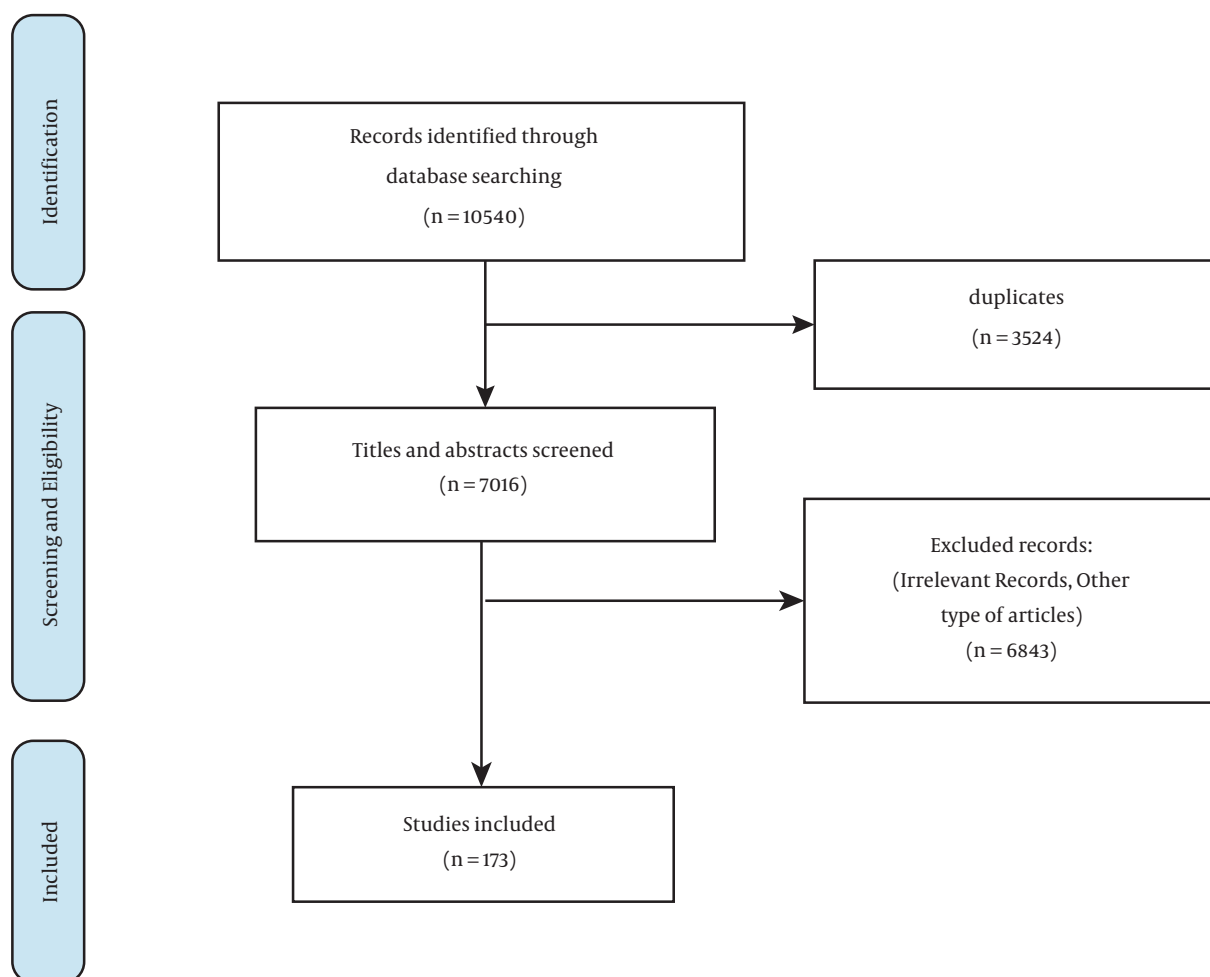 Identification
Records identified through
database searching
(n = 10540)
duplicates
(n = 3524)
Screening and Eligibility
Titles and abstracts screened
(n = 7016)
Excluded records:
(Irrelevant Records, Other
type of articles)
(n = 6843)
Included
Studies included
(n = 173)